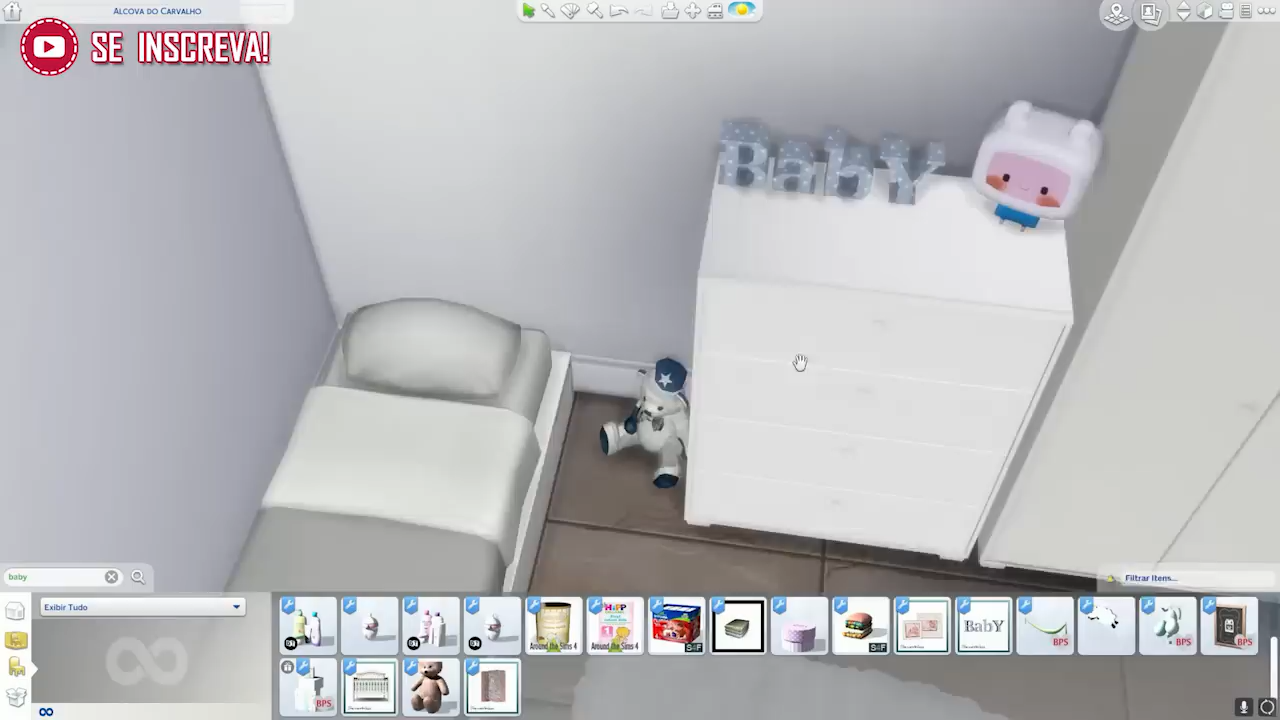 ALCOVA DO CARVALHO
SE INSCREVA!
BabY
baby
Filtrar Itens...
Exibir Tudo
Around the Sims 4
HiPP
Around the Sims 4
S4F
S4F
BabY
BPS
BPS
BPS
BPS